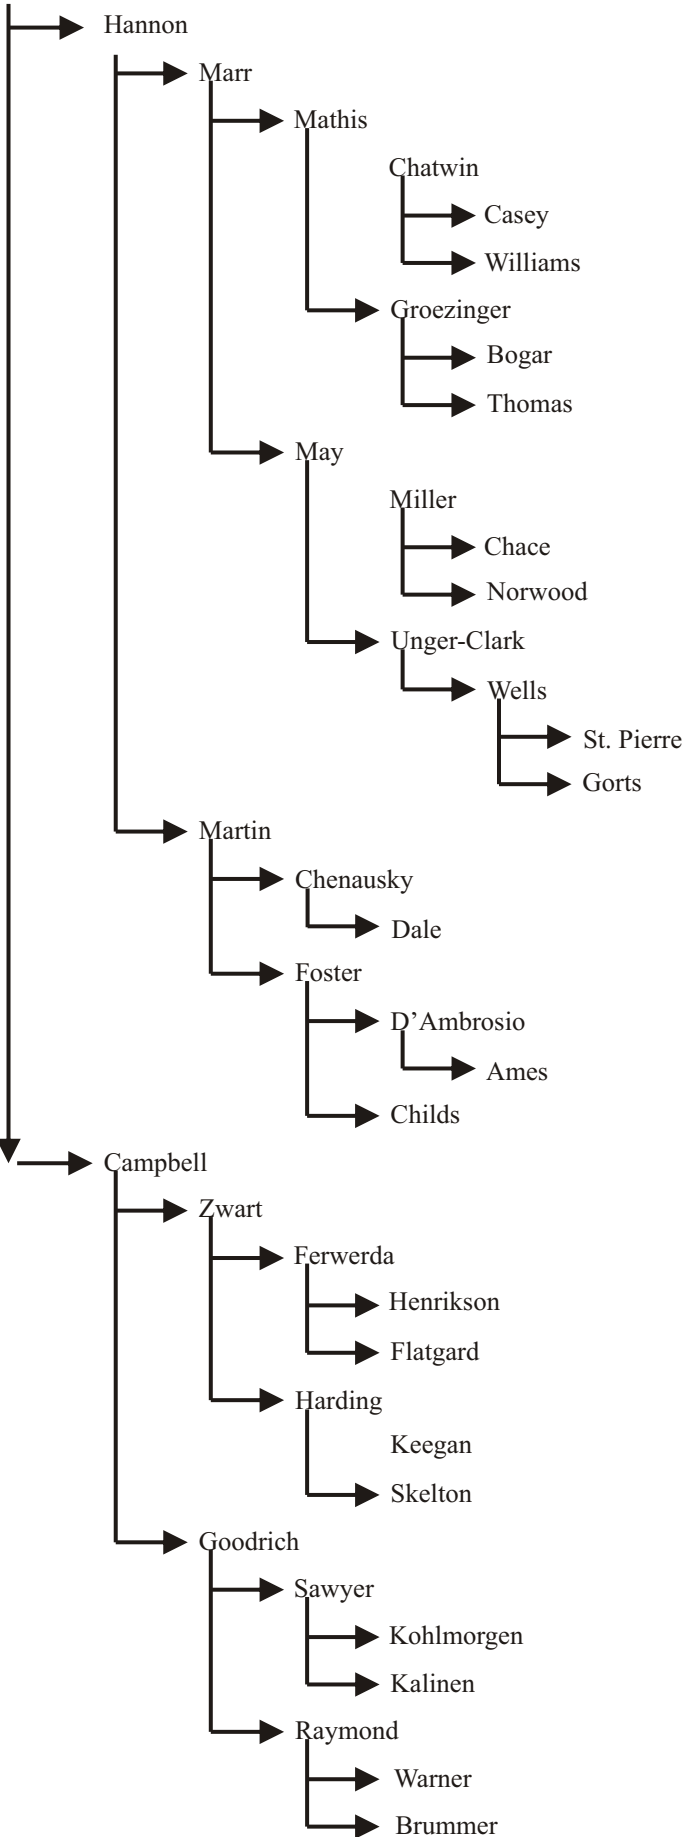 Hannon
Marr
Mathis
Chatwin
Casey
Williams
Groezinger
Bogar
Thomas
May
Miller
Chace
Norwood
Unger-Clark
Wells
St. Pierre
Gorts
Martin
Chenausky
Dale
Foster
D’Ambrosio
Ames
Childs
Campbell
Zwart
Ferwerda
Henrikson
Flatgard
Harding
Keegan
Skelton
Goodrich
Sawyer
Kohlmorgen
Kalinen
Raymond
Warner
Brummer